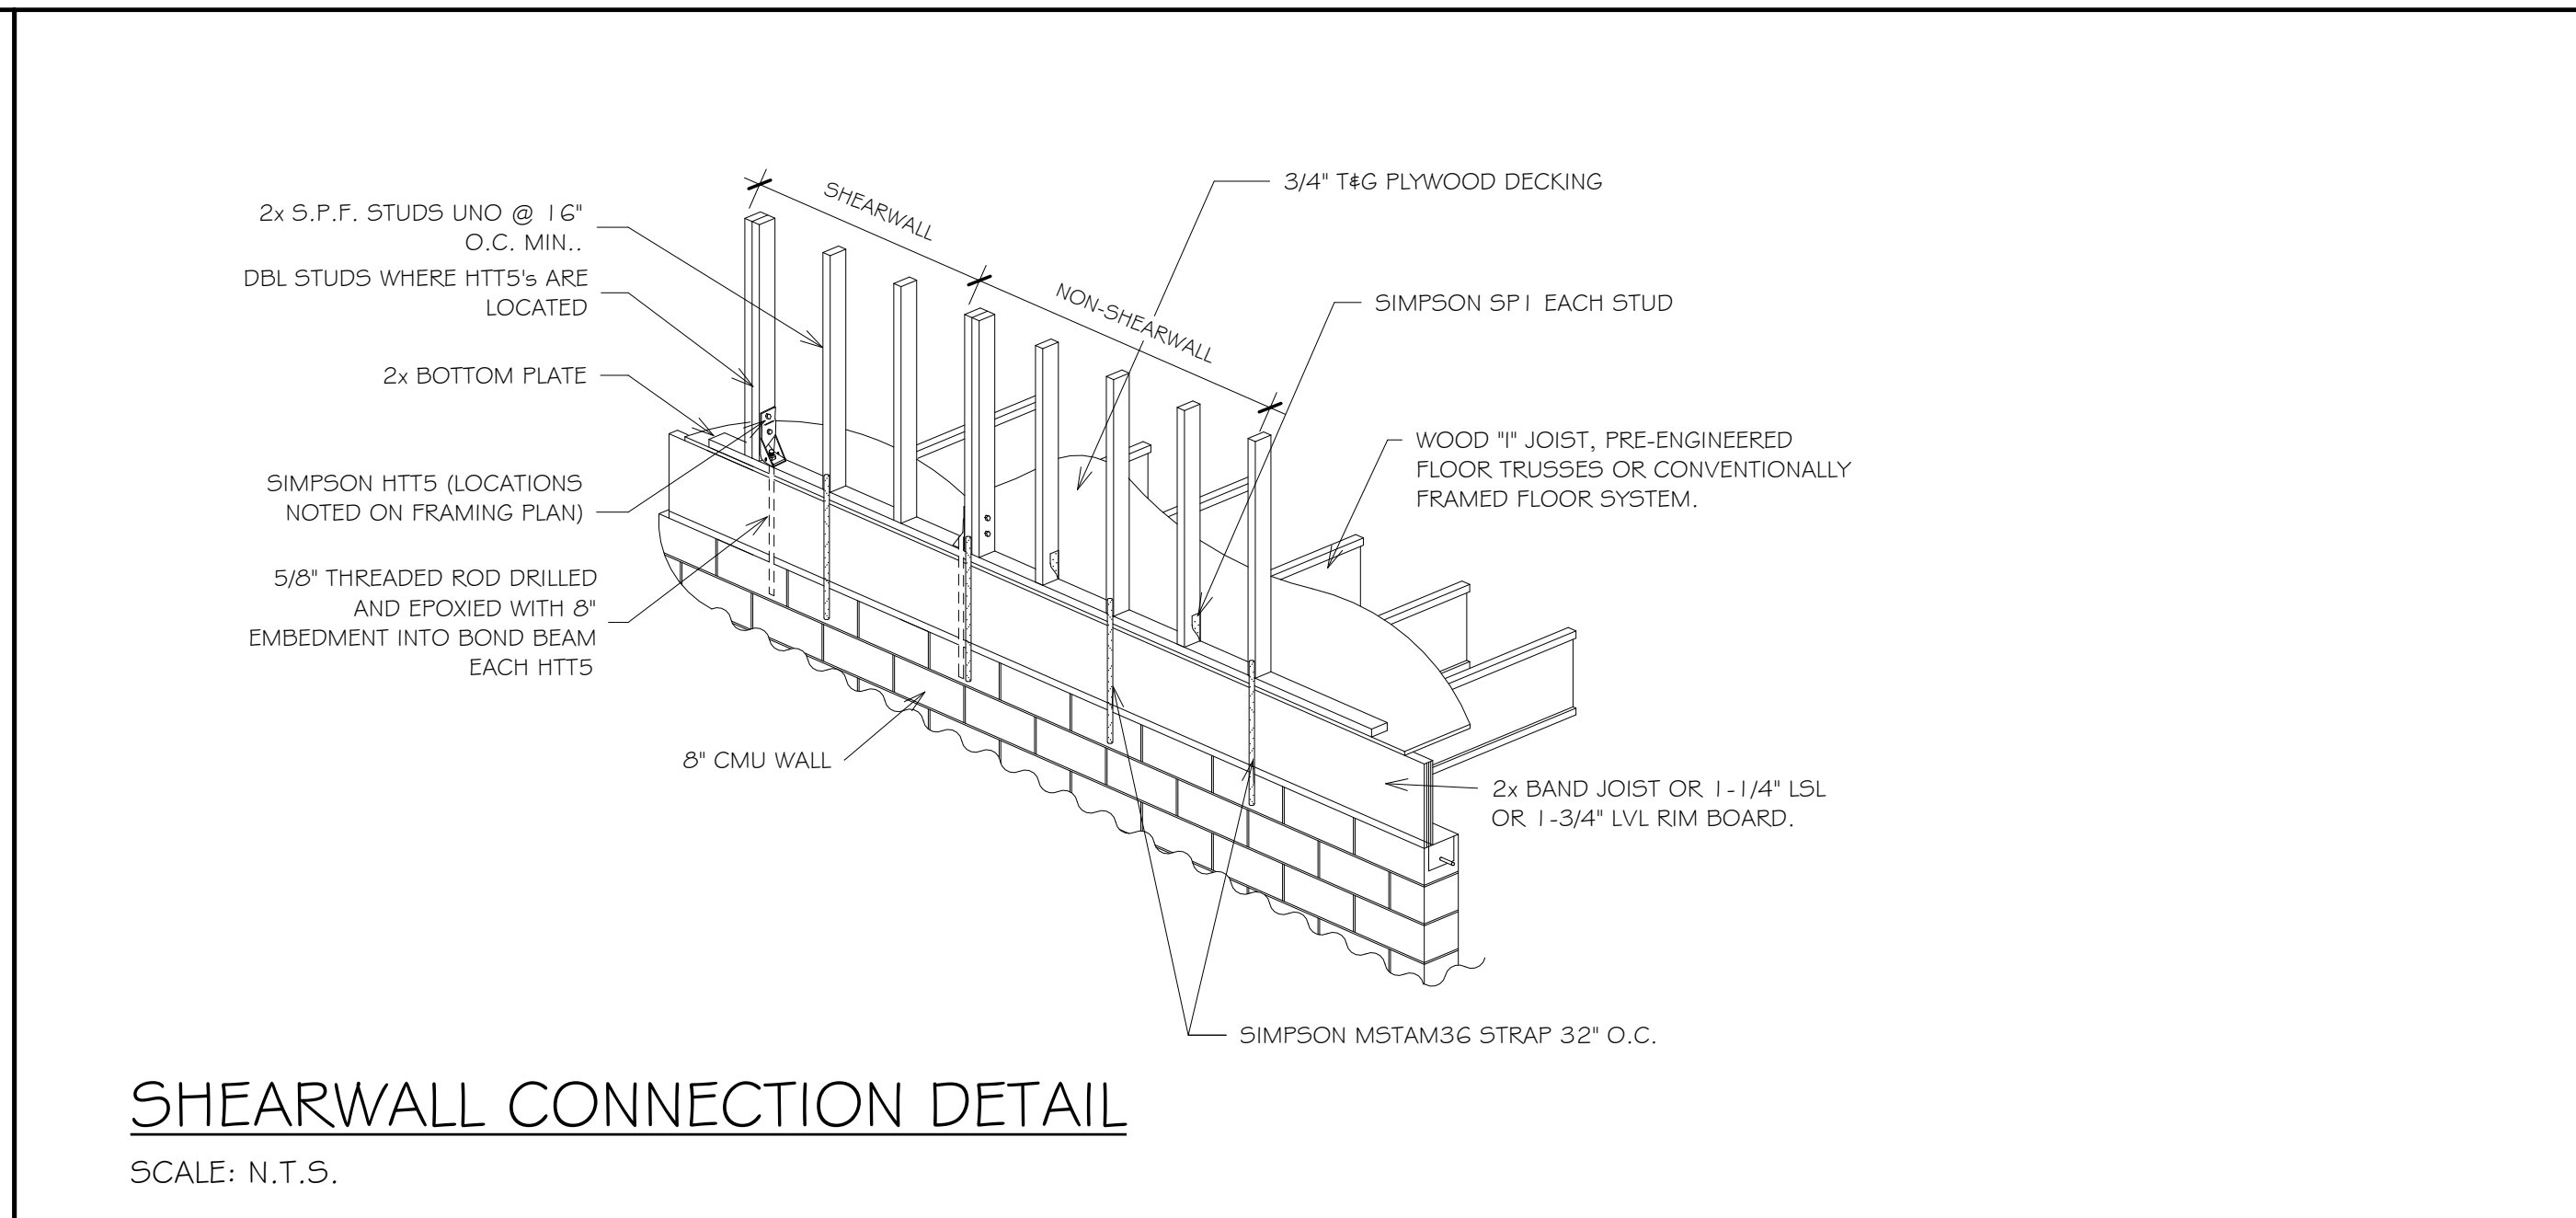 SHEARWALL
NON-SHEARWALL
2x S.P.F. STUDS UNO @ 16"
O.C. MIN..
DBL STUDS WHERE HTT5's ARE
LOCATED
2x BOTTOM PLATE
SIMPSON HTT5 (LOCATIONS
NOTED ON FRAMING PLAN)
5/8" THREADED ROD DRILLED
AND EPOXIED WITH 8"
EMBEDMENT INTO BOND BEAM
EACH HTT5
8" CMU WALL
3/4" T&G PLYWOOD DECKING
SIMPSON SP1 EACH STUD
WOOD "I" JOIST, PRE-ENGINEERED
FLOOR TRUSSES OR CONVENTIONALLY
FRAMED FLOOR SYSTEM.
2x BAND JOIST OR 1-1/4" LSL
OR 1-3/4" LVL RIM BOARD.
SIMPSON MSTAM36 STRAP 32" O.C.
SHEARWALL CONNECTION DETAIL
SCALE: N.T.S.